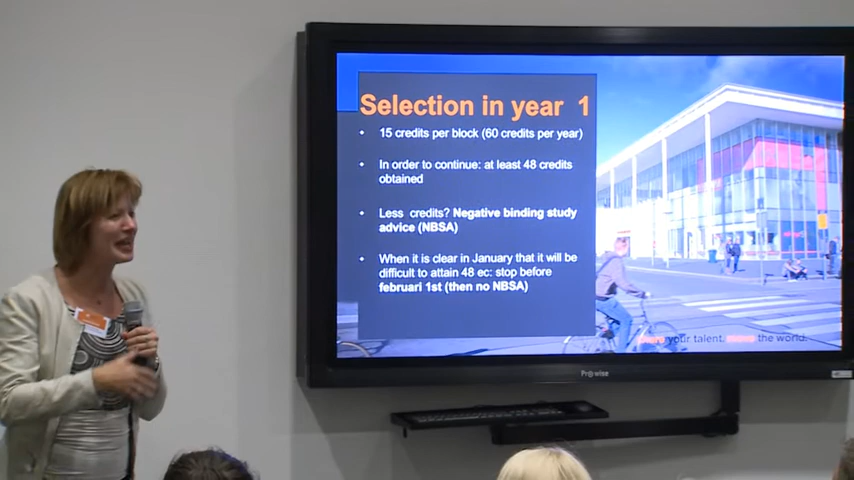 Selection in year 1
• 15 credits per block (60 credits per year)
• In order to continue: at least 48 credits
obtained
• Less credits? Negative binding study
advice (NBSA)
• When it is clear in January that it will be
difficult to attain 48 ec: stop before
februari 1st (then no NBSA)
your talent. the world.
Prowise